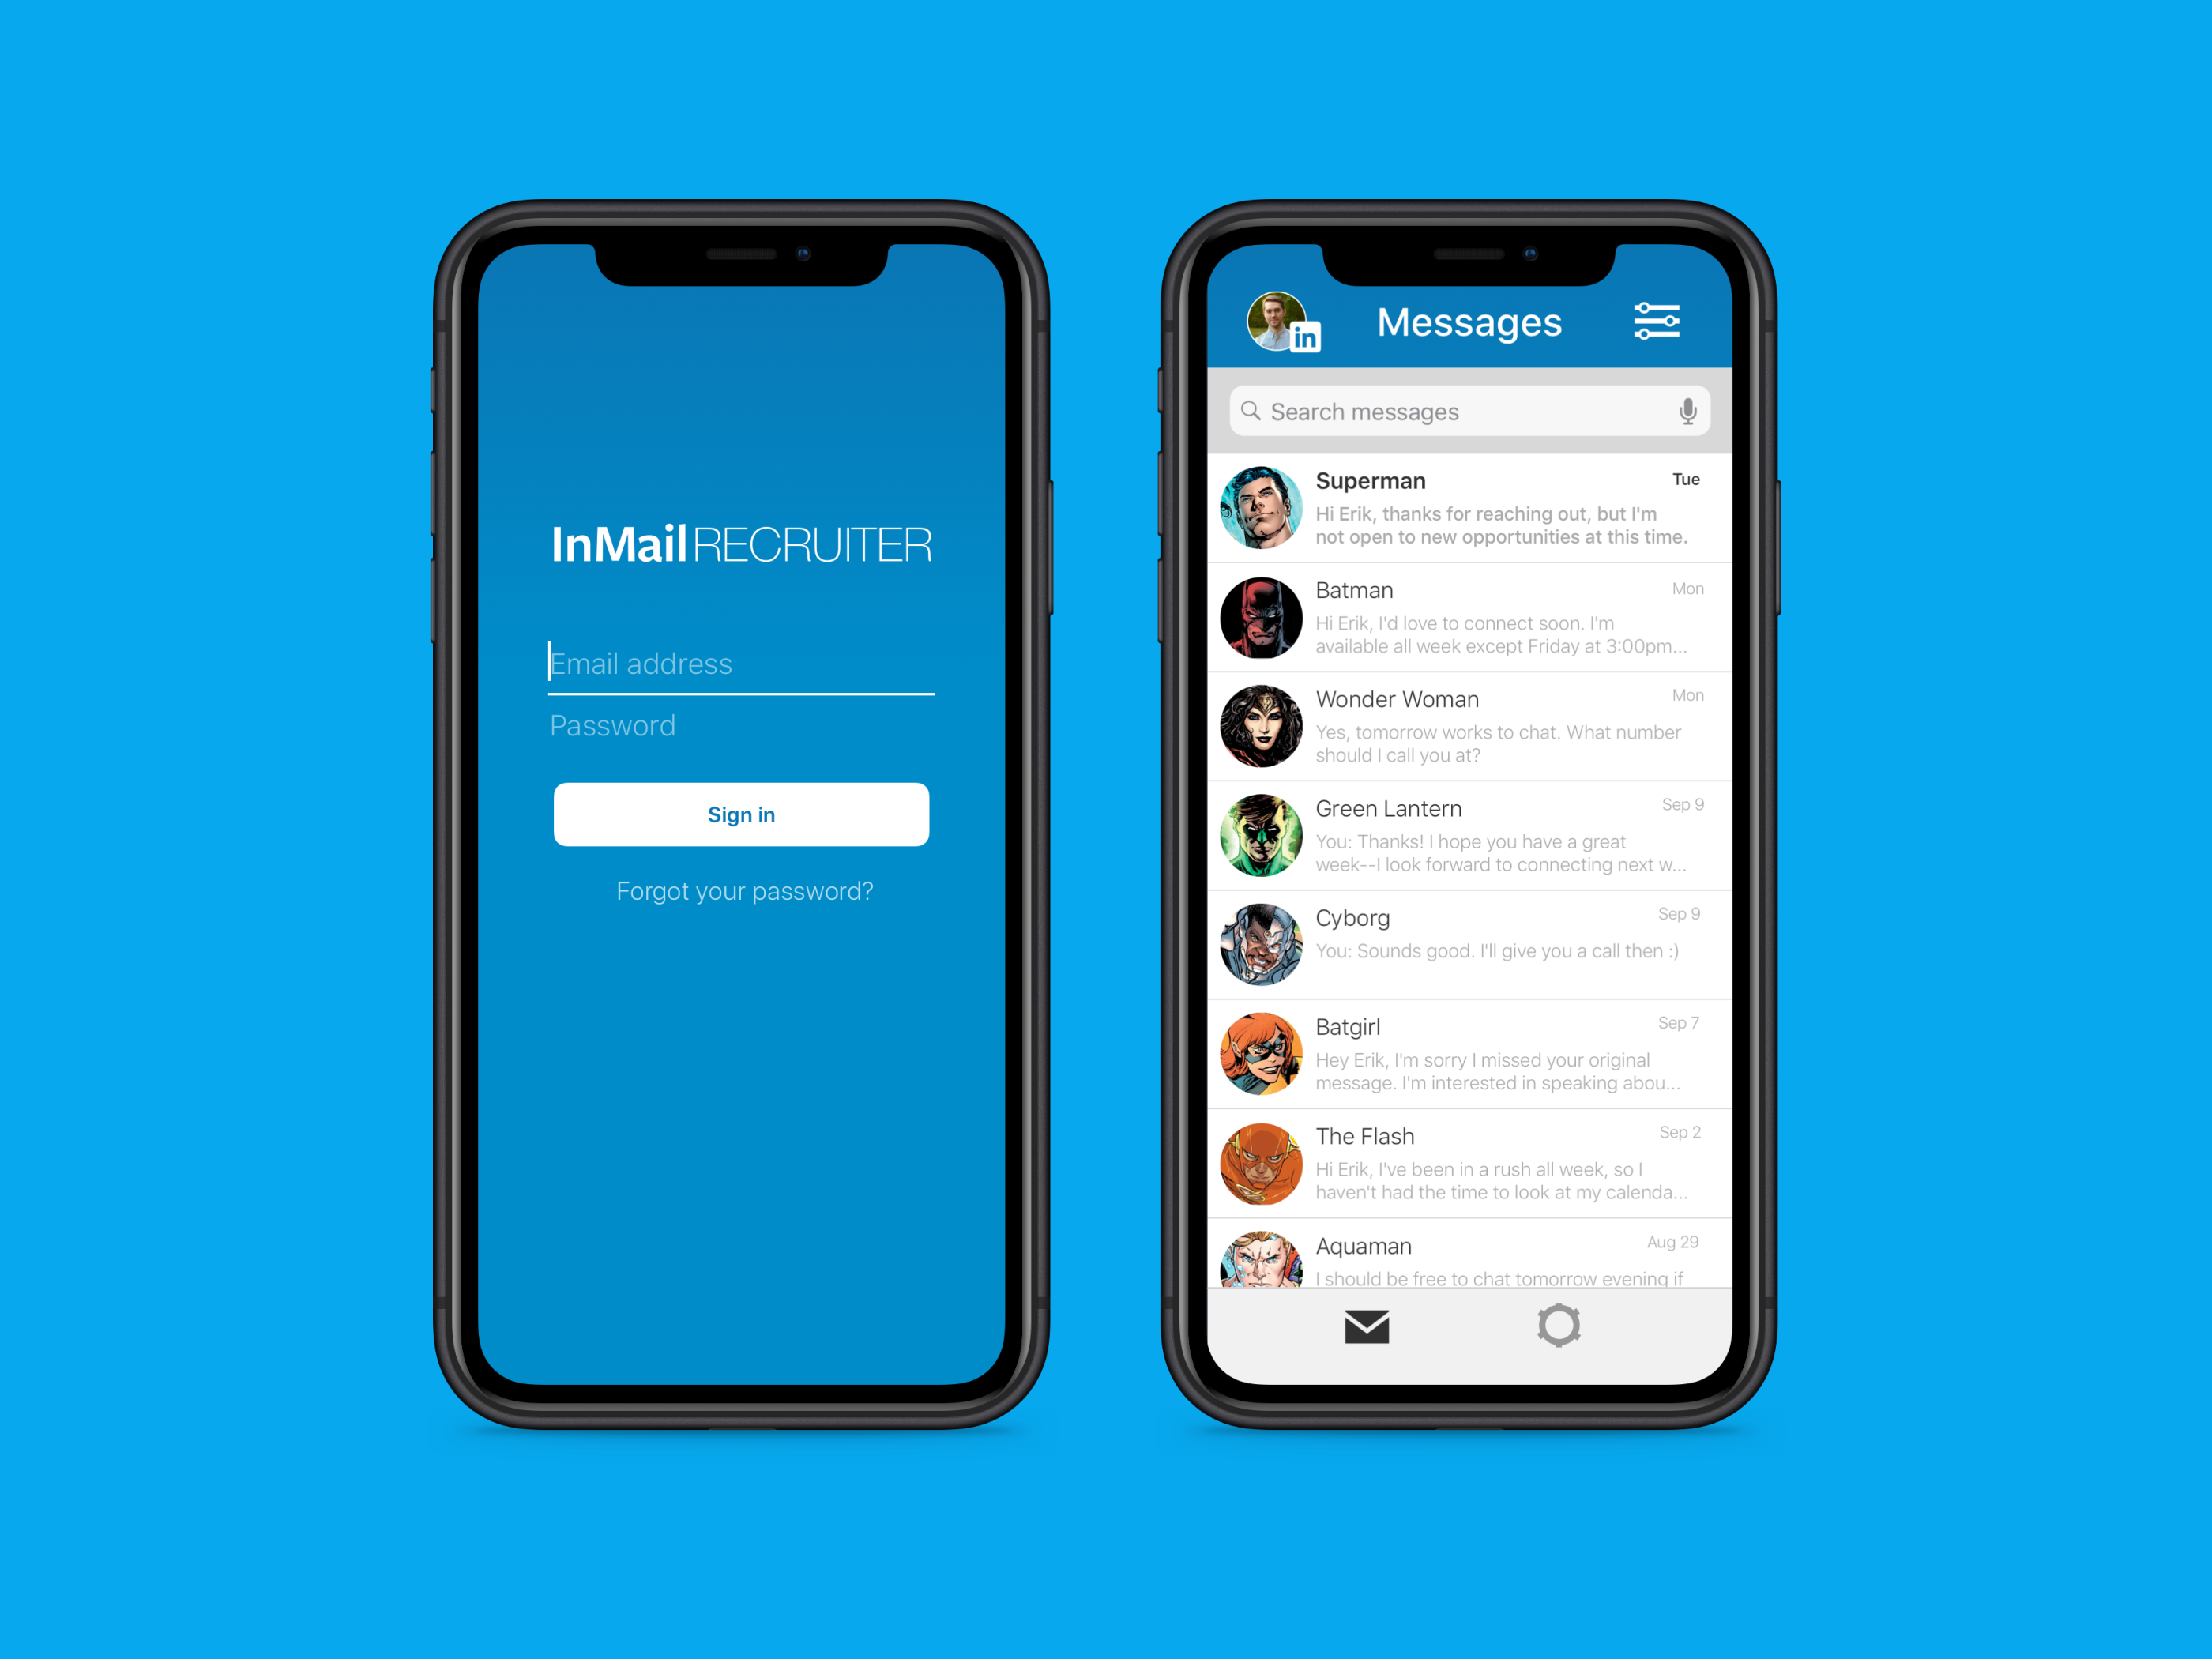 InMail RECRUITER
Email address
Password
Sign in
Forgot your password?
in
Messages
Search messages
Superman
Tue
Hi Erik, thanks for reaching out, but I'm
not open to new opportunities at this time.
Batman
Mon
Hi Erik, I'd love to connect soon. I'm
available all week except Friday at 3:00pm...
Wonder Woman
Mon
Yes, tomorrow works to chat. What number
should I call you at?
Green Lantern
Sep 9
You: Thanks! I hope you have a great
week--I look forward to connecting next w...
Cyborg
Sep 9
You: Sounds good. I'll give you a call then :)
Batgirl
Sep 7
Hey Erik, I'm sorry I missed your original
message. I'm interested in speaking abou...
The Flash
Sep 2
Hi Erik, I've been in a rush all week, so I
haven't had the time to look at my calenda...
Aquaman
Aug 29
I should be free to chat tomorrow evening if